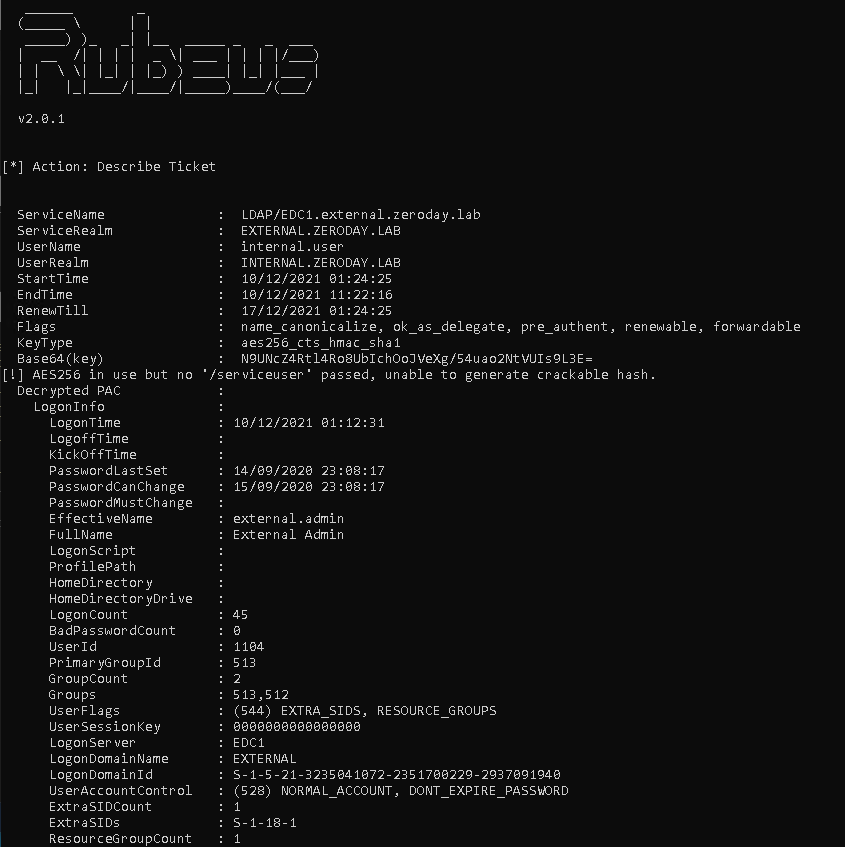 Rubeus
v2.0.1
[*] Action: Describe Ticket
ServiceName : LDAP/EDC1.external.zeroday.lab
ServiceRealm : EXTERNAL.ZERODAY.LAB
UserName : internal.user
UserRealm : INTERNAL.ZERODAY.LAB
StartTime : 10/12/2021 01:24:25
EndTime : 10/12/2021 11:22:16
RenewTill : 17/12/2021 01:24:25
Flags : name_canonicalize, ok_as_delegate, pre_authent, renewable, forwardable
KeyType : aes256_cts_hmac_sha1
Base64(key) : N9UNcZ4Rtl4Ro8UbIchOoJVeXg/54uao2NtVUIs9L3E=
[!] AES256 in use but no '/serviceuser' passed, unable to generate crackable hash.
Decrypted PAC :
LogonInfo :
LogonTime : 10/12/2021 01:12:31
LogoffTime :
KickOffTime :
PasswordLastSet : 14/09/2020 23:08:17
PasswordCanChange : 15/09/2020 23:08:17
PasswordMustChange :
EffectiveName : external.admin
FullName : External Admin
LogonScript :
ProfilePath :
HomeDirectory :
HomeDirectoryDrive :
LogonCount : 45
BadPasswordCount : 0
UserId : 1104
PrimaryGroupId : 513
GroupCount : 2
Groups : 513,512
UserFlags : (544) EXTRA_SIDS, RESOURCE_GROUPS
UserSessionKey : 0000000000000000
LogonServer : EDC1
LogonDomainName : EXTERNAL
LogonDomainId : S-1-5-21-3235041072-2351700229-2937091940
UserAccountControl : (528) NORMAL_ACCOUNT, DONT_EXPIRE_PASSWORD
ExtraSIDCount : 1
ExtraSIDs : S-1-18-1
ResourceGroupCount : 1